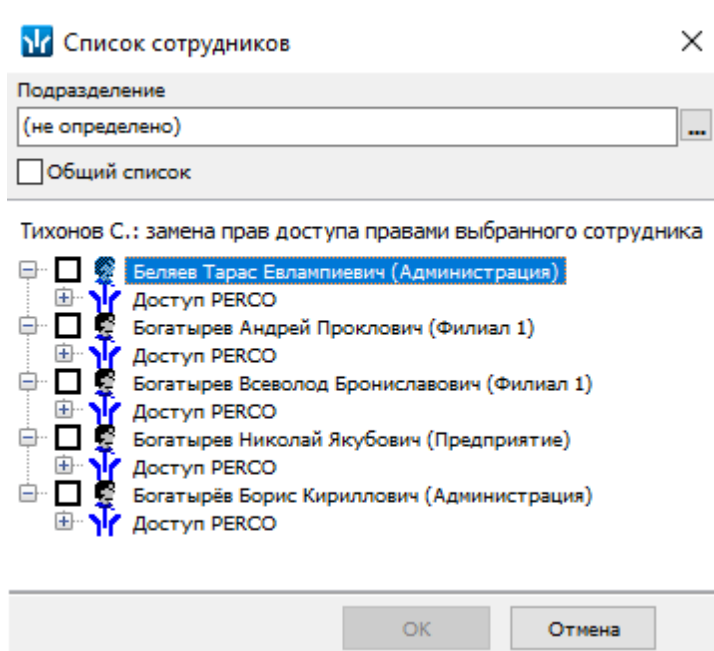 Список сотрудников
Подразделение
(не определено)
...
Общий список
Тихонов С.: замена прав доступа правами выбранного сотрудника
Беляев Тарас Евлампиевич (Администрация)
Доступ PERCO
Богатырев Андрей Проклович (Филиал 1)
Доступ PERCO
Богатырев Всеволод Брониславович (Филиал 1)
Доступ PERCO
Богатырев Николай Якубович (Предприятие)
Доступ PERCO
Богатырёв Борис Кириллович (Администрация)
Доступ PERCO
ОК Отмена